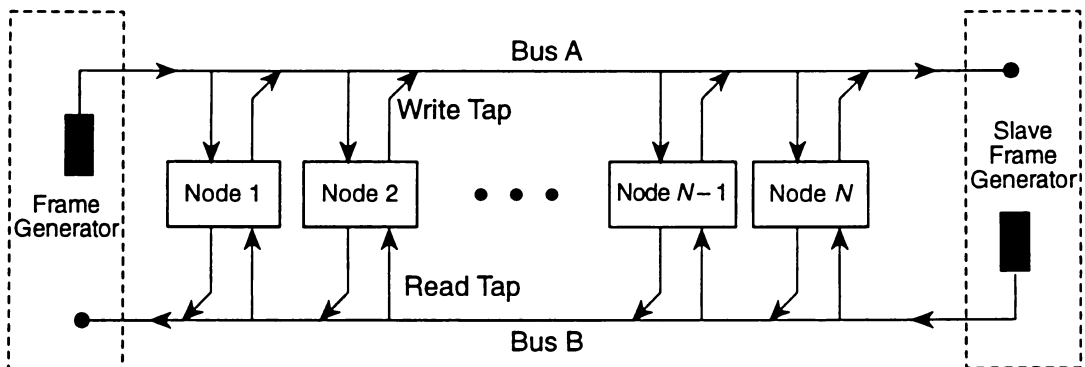 Bus A
Write Tap
Frame
Generator
Node 1
Node 2
Node N−1
Node N
Slave
Frame
Generator
Read Tap
Bus B